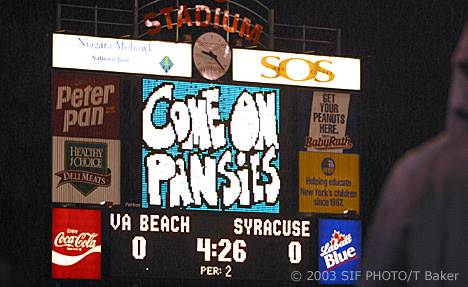 STADIUM
Niagara Mohawk
National Grid
SOS
Peter
Pan
COME ON
PANSiES
GET YOUR
PEANUTS
HERE.
BabyRuth
HEALTHY
CHOICE
DELI MEATS
Helping educate
New York's children
since 1967.
VA BEACH
SYRACUSE
Enjoy
Coca-Cola
0
4:26
0
PER: 2
Labatt
Blue
© 2003 SIF PHOTO/T Baker